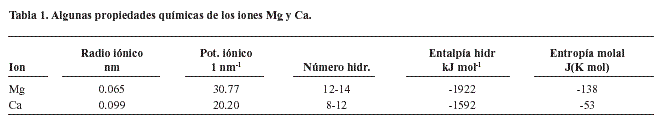 Tabla 1. Algunas propiedades químicas de los iones Mg y Ca.
Radio iónico Pot. iónico Entalpía hidr Entropía molal
Ion nm 1 nm-¹ Número hidr. kJ mol-¹ J(K mol)
Mg 0.065 30.77 12-14 -1922 -138
Ca 0.099 20.20 8-12 -1592 -53